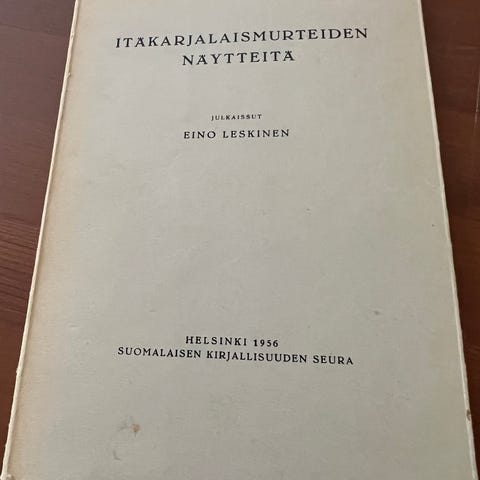 ITÄKARJALAISMURTEIDEN
NÄYTTEITÄ
JULKAISSUT
EINO LESKINEN
HELSINKI 1956
SUOMALAISEN KIRJALLISUUDEN SEURA